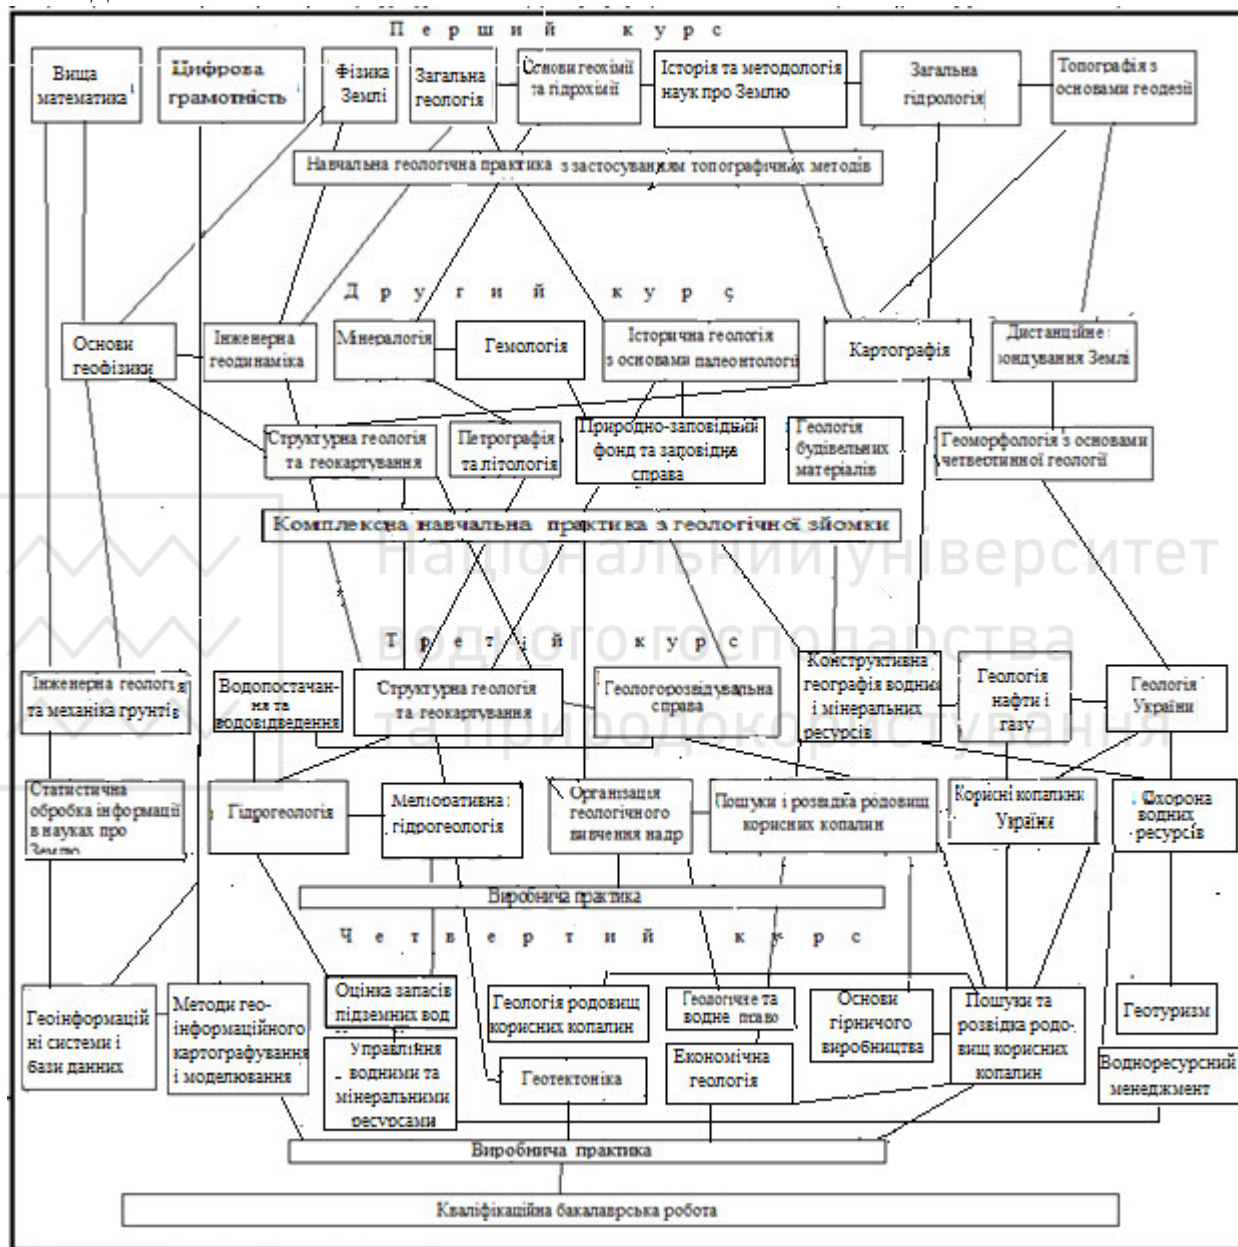 Перший курс
Вища
математика
Цифрова
грамотність
Фізика
Землі
Загальна
геологія
Основи геохімії
та гідрохімії
Історія та методологія
наук про Землю
Загальна
гідрологія
Топографія з
основами геодезії
Навчальна геологічна практика з застосуванням топографічних методів
Другий курс
Основи
геофізики
Інженерна
геодинаміка
Мінералогія
Гемологія
Історична геологія
з основами палеонтології
Картографія
Дистанційне
зондування Землі
Структурна геологія
та геокартування
Петрографія
та літологія
Природно-заповідний
фонд та заповідна
справа
Геологія
будівельних
матеріалів
Геоморфологія з основами
четвертинної геології
Комплексна навчальна практика з геологічної зйомки
Національний університет
водного господарства
та природокористування
Третій курс
Інженерна геологія
та механіка ґрунтів
Водопостачан-
ня та
водовідведення
Структурна геологія
та геокартування
Геологорозвідувальна
справа
Конструктивна
географія водних
і мінеральних
ресурсів
Геологія
нафти і
газу
Геологія
України
Статистична
обробка інформації
в науках про
Землю
Гідрогеологія
Меліоративна
гідрогеологія
Організація
геологічного
вивчення надр
Пошуки і розвідка родовищ
корисних копалин
Корисні копалини
України
Охорона
водних
ресурсів
Виробнича практика
Четвертий курс
Геоінформацій
ні системи і
бази данних
Методи гео-
інформаційного
картографування
і моделювання
Оцінка запасів
підземних вод
Управління
водними та
мінеральними
ресурсами
Геологія родовищ
корисних копалин
Геотектоніка
Геологічне та
водне право
Економічна
геологія
Основи
гірничого
виробництва
Пошуки та
розвідка родо-
вищ корисних
копалин
Геотуризм
Водноресурсний
менеджмент
Виробнича практика
Кваліфікаційна бакалаврська робота